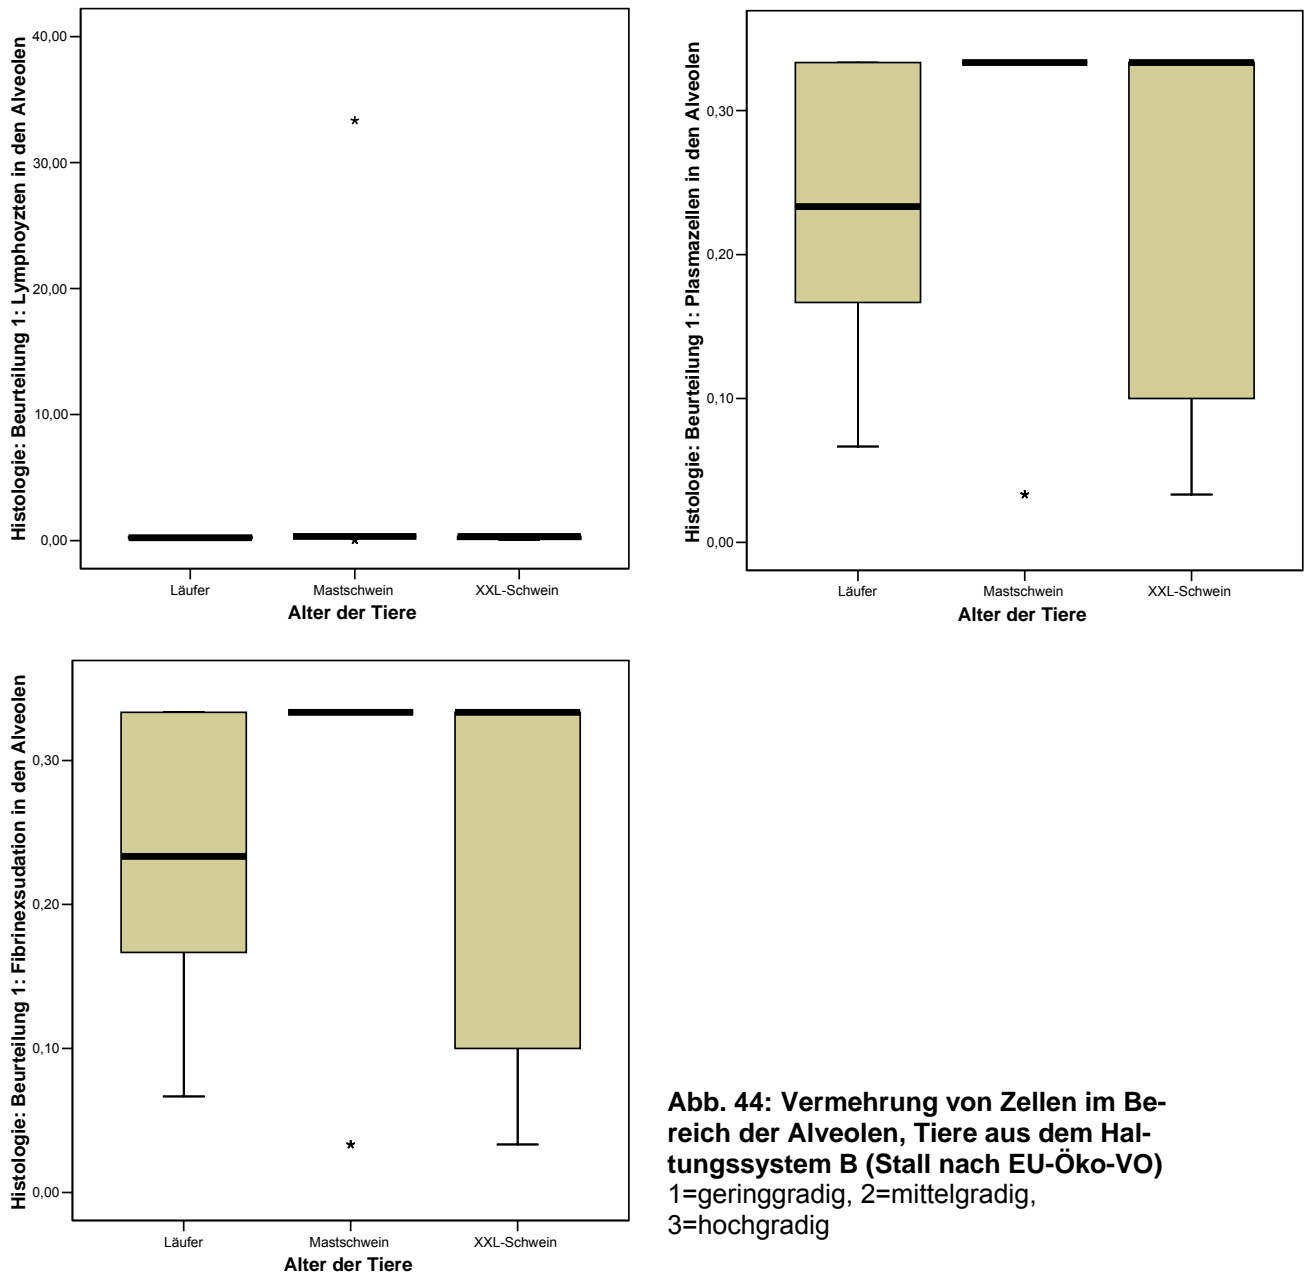 Histologie: Beurteilung 1: Lymphoyzten in den Alveolen
40,00
30,00
20,00
10,00
0,00
*
*
Läufer Mastschwein XXL-Schwein
Alter der Tiere
Histologie: Beurteilung 1: Plasmazellen in den Alveolen
0,30
0,20
0,10
0,00
*
Läufer Mastschwein XXL-Schwein
Alter der Tiere
Histologie: Beurteilung 1: Fibrinexsudation in den Alveolen
0,30
0,20
0,10
0,00
*
Läufer Mastschwein XXL-Schwein
Alter der Tiere
Abb. 44: Vermehrung von Zellen im Be-
reich der Alveolen, Tiere aus dem Hal-
tungssystem B (Stall nach EU-Öko-VO)
1=geringgradig, 2=mittelgradig,
3=hochgradig